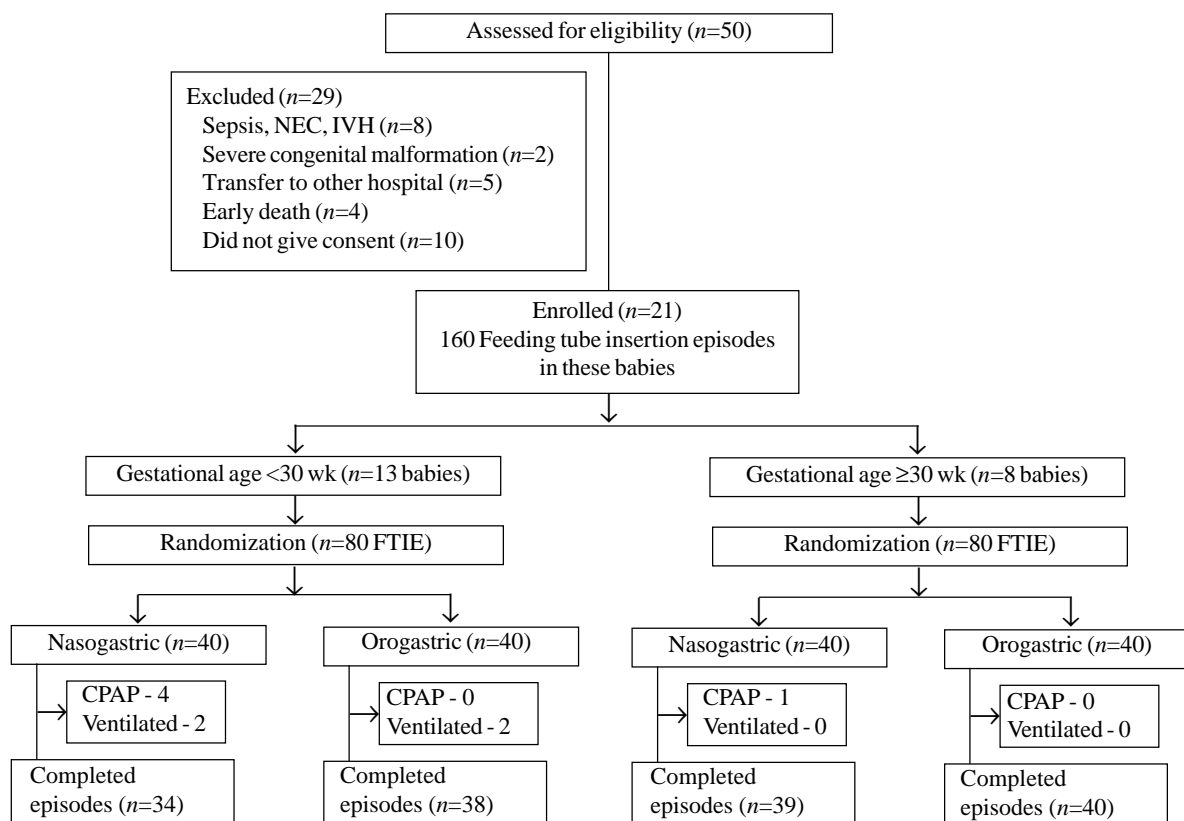 Assessed for eligibility (n=50)
Excluded (n=29)
Sepsis, NEC, IVH (n=8)
Severe congenital malformation (n=2)
Transfer to other hospital (n=5)
Early death (n=4)
Did not give consent (n=10)
Enrolled (n=21)
160 Feeding tube insertion episodes
in these babies
Gestational age <30 wk (n=13 babies)
Gestational age ≥30 wk (n=8 babies)
Randomization (n=80 FTIE)
Randomization (n=80 FTIE)
Nasogastric (n=40)
Orogastric (n=40)
Nasogastric (n=40)
Orogastric (n=40)
CPAP - 4
Ventilated - 2
CPAP - 0
Ventilated - 2
CPAP - 1
Ventilated - 0
CPAP - 0
Ventilated - 0
Completed
episodes (n=34)
Completed
episodes (n=38)
Completed
episodes (n=39)
Completed
episodes (n=40)